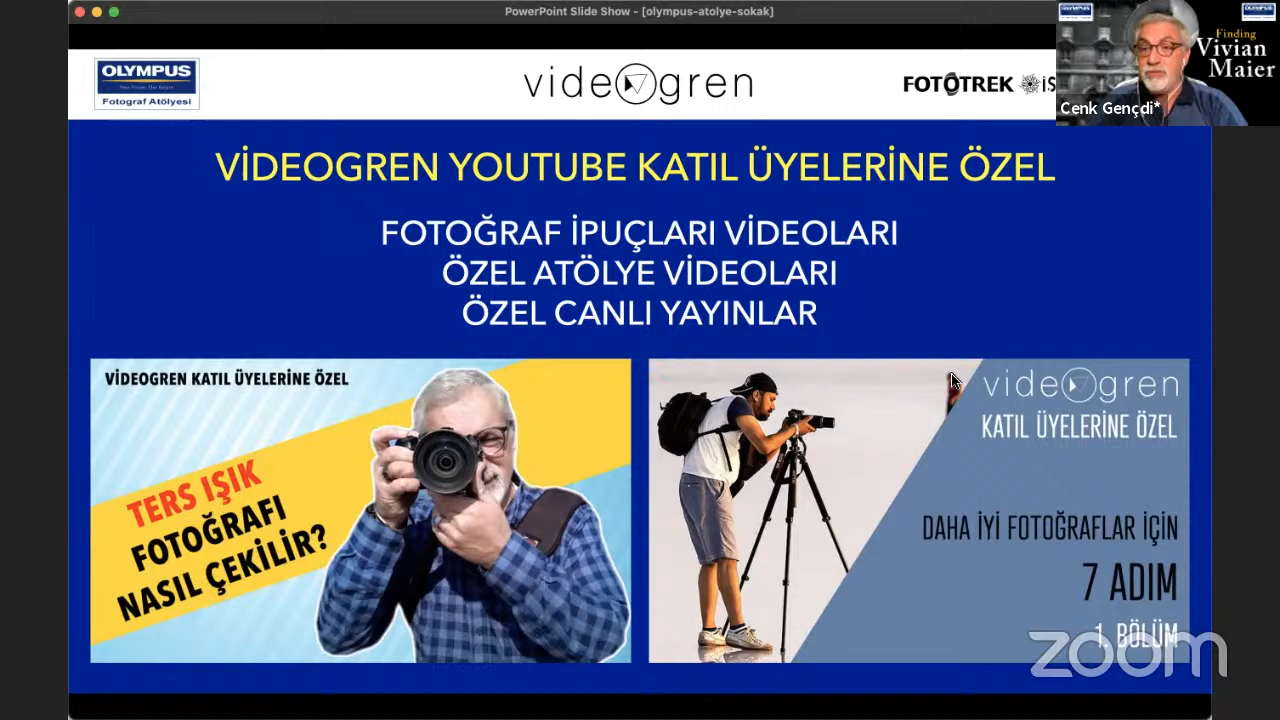 PowerPoint Slide Show - [olympus-atolye-sokak]
OLYMPUS
Fotograf Atölyesi
videogren
FOTOTREK
Finding
Vivian
Maier
Cenk Gençdi*
VİDEOGREN YOUTUBE KATIL ÜYELERİNE ÖZEL
FOTOĞRAF İPUÇLARI VİDEOLARI
ÖZEL ATÖLYE VİDEOLARI
ÖZEL CANLI YAYINLAR
VİDEOGREN KATIL ÜYELERİNE ÖZEL
TERS IŞIK
FOTOĞRAFI
NASIL ÇEKİLİR?
videogren
KATIL ÜYELERİNE ÖZEL
DAHA İYİ FOTOĞRAFLAR İÇİN
7 ADIM
1. BÖLÜM
zoom